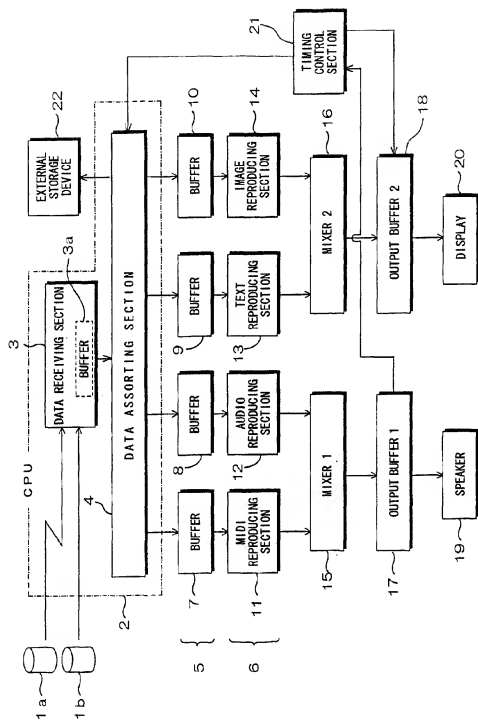 1a
1b
CPU
2
3
DATA RECEIVING SECTION
BUFFER
3a
EXTERNAL
STORAGE
DEVICE
22
4
DATA ASSORTING SECTION
21
TIMING
CONTROL
SECTION
5
7
BUFFER
8
BUFFER
9
BUFFER
BUFFER
10
6
11
MIDI
REPRODUCING
SECTION
12
AUDIO
REPRODUCING
SECTION
13
TEXT
REPRODUCING
SECTION
IMAGE
REPRODUCING
SECTION
14
15
MIXER 1
MIXER 2
16
17
OUTPUT BUFFER 1
OUTPUT BUFFER 2
18
19
SPEAKER
DISPLAY
20